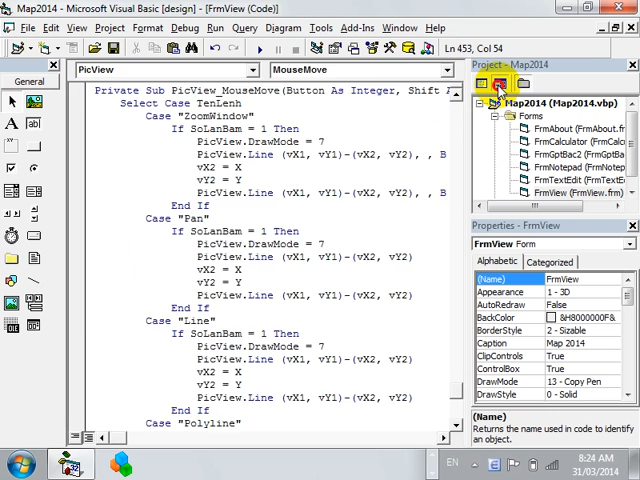 Map2014 - Microsoft Visual Basic [design] - [FrmView (Code)]
File Edit View Project Format Debug Run Query Diagram Tools Add-Ins Window Help
Ln 453, Col 54
General
PicView
MouseMove
Private Sub PicView_MouseMove(Button As Integer, Shift
Select Case TenLenh
Case "ZoomWindow"
If SoLanBam = 1 Then
PicView.DrawMode = 7
PicView.Line (vX1, vY1)-(vX2, vY2), , B
vX2 = X
vY2 = Y
PicView.Line (vX1, vY1)-(vX2, vY2), , B
End If
Case "Pan"
If SoLanBam = 1 Then
PicView.DrawMode = 7
PicView.Line (vX1, vY1)-(vX2, vY2)
vX2 = X
vY2 = Y
PicView.Line (vX1, vY1)-(vX2, vY2)
End If
Case "Line"
If SoLanBam = 1 Then
PicView.DrawMode = 7
PicView.Line (vX1, vY1)-(vX2, vY2)
vX2 = X
vY2 = Y
PicView.Line (vX1, vY1)-(vX2, vY2)
End If
Case "Polyline"
Project - Map2014
Map2014 (Map2014.vbp)
Forms
FrmAbout (FrmAbout.fr
FrmCalculator (FrmCalcu
FrmGptBac2 (FrmGptBa
FrmNotepad (FrmNotep
FrmTextEdit (FrmTextE
FrmView (FrmView.frm)
Properties - FrmView
FrmView Form
Alphabetic Categorized
(Name) FrmView
Appearance 1 - 3D
AutoRedraw False
BackColor &H8000000F&
BorderStyle 2 - Sizable
Caption Map 2014
ClipControls True
ControlBox True
DrawMode 13 - Copy Pen
DrawStyle 0 - Solid
(Name)
Returns the name used in code to identify
an object.
EN
8:24 AM
31/03/2014